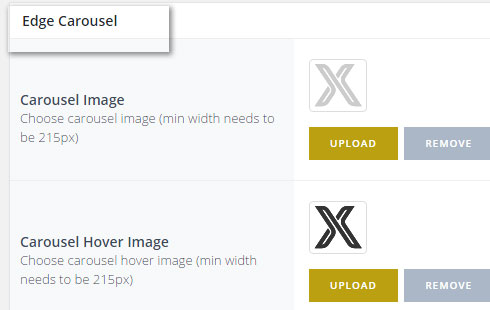 Edge Carousel
Carousel Image
Choose carousel image (min width needs to
be 215px)
UPLOAD REMOVE
Carousel Hover Image
Choose carousel hover image (min width
needs to be 215px)
UPLOAD REMOVE